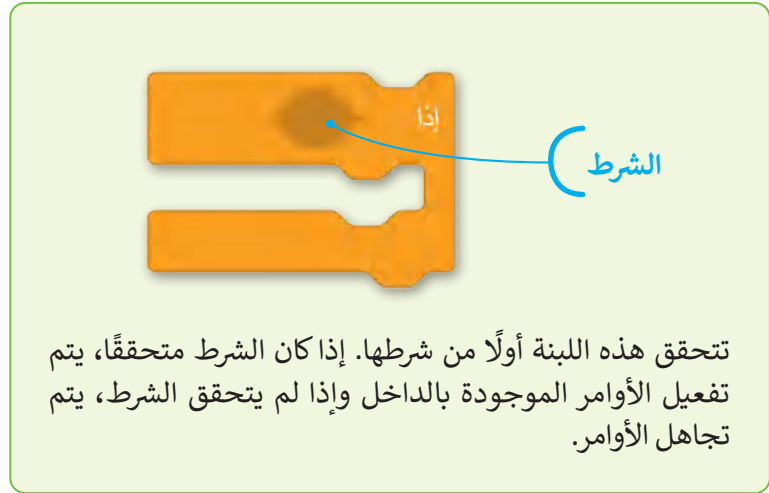 إذا
الشرط
تتحقق هذه اللبنة أولًا من شرطها. إذا كان الشرط متحققًا، يتم
تفعيل الأوامر الموجودة بالداخل وإذا لم يتحقق الشرط، يتم
تجاهل الأوامر.